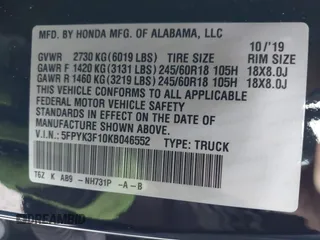 MFD. BY HONDA MFG. OF ALABAMA, LLC
10/'19
GVWR 2730 KG(6019 LBS) TIRE SIZE RIM SIZE
GAWR F 1420 KG(3131 LBS) 245/60R18 105H 18X8.0J
GAWR R 1460 KG(3219 LBS) 245/60R18 105H 18X8.0J
THIS VEHICLE CONFORMS TO ALL APPLICABLE
FEDERAL MOTOR VEHICLE SAFETY
STANDARDS IN EFFECT ON THE DATE OF
MANUFACTURE SHOWN ABOVE.
V.I.N.: 5FPYK3F10KB046552 TYPE: TRUCK
T6Z K AB9 -NH731P -A-B
DREAMBID